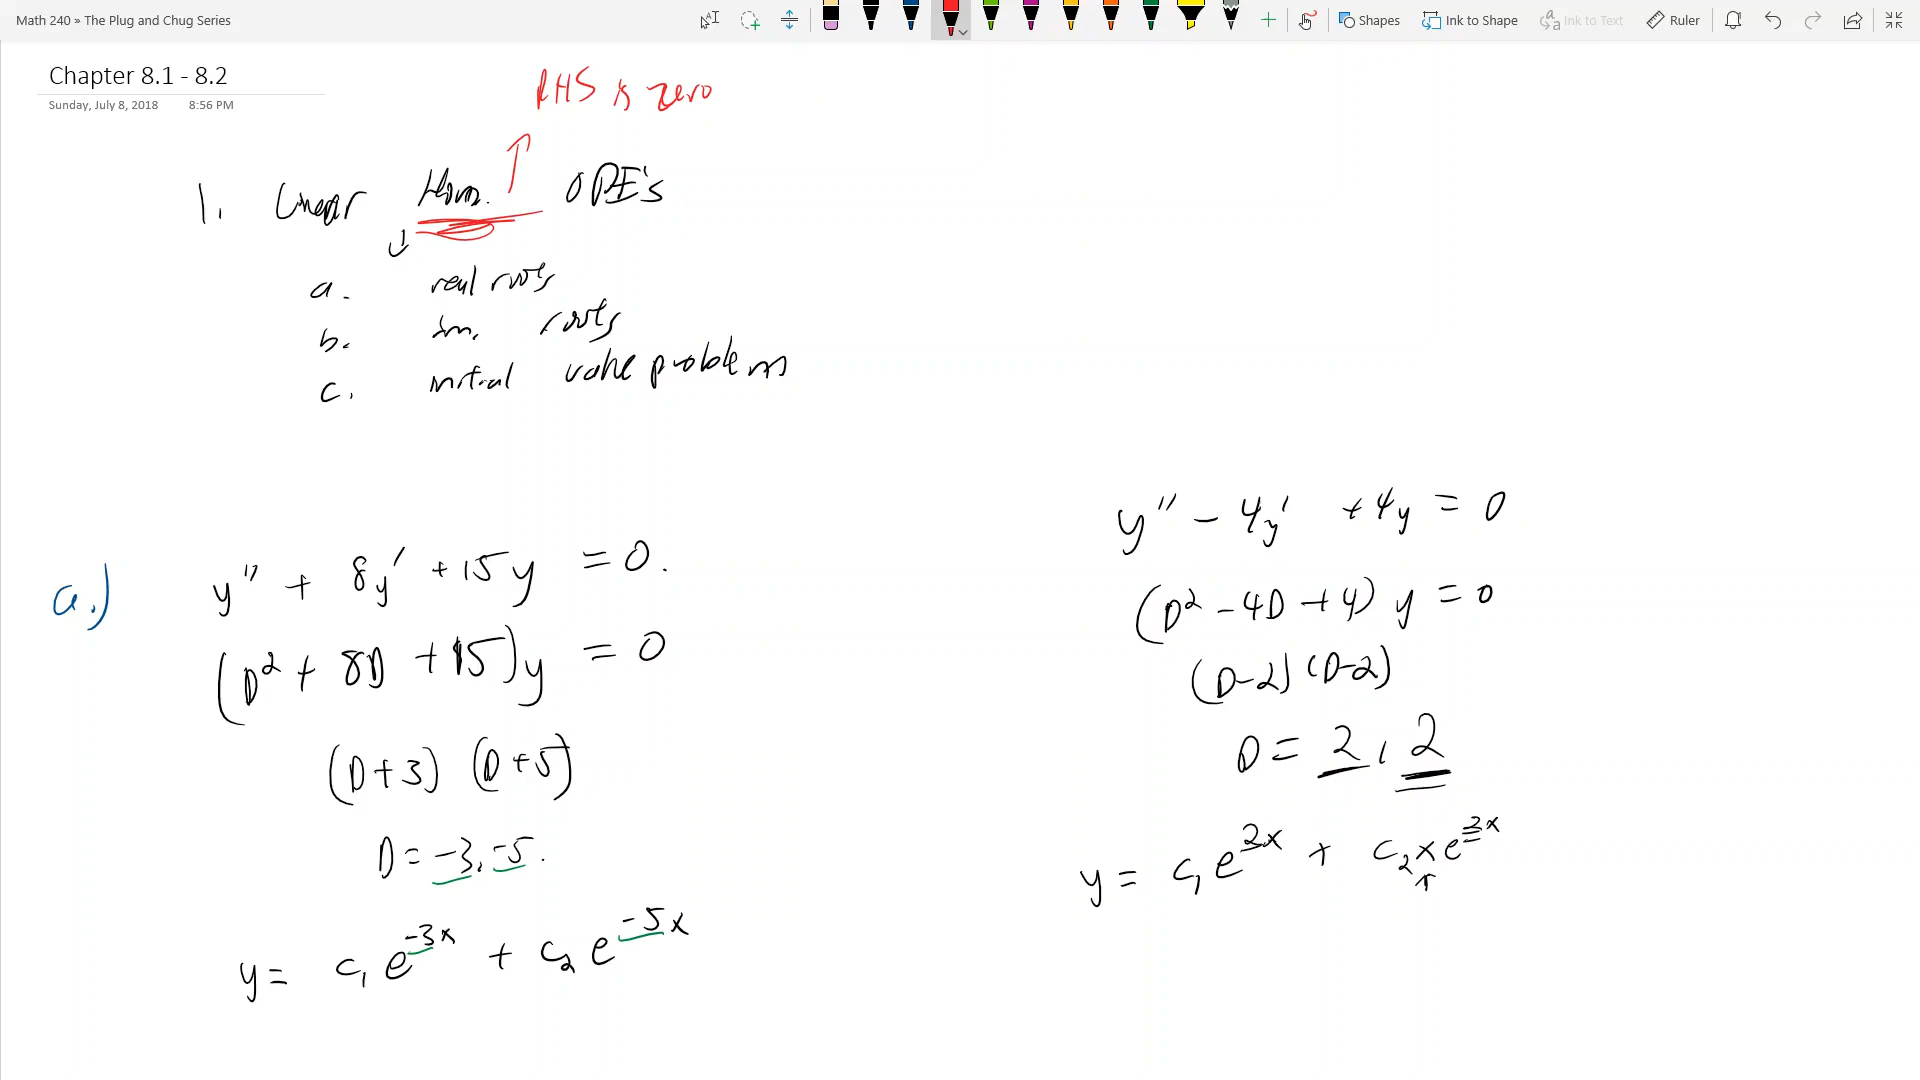 Math 240 » The Plug and Chug Series
Shapes
Ink to Shape
Ink to Text
Ruler
Chapter 8.1 - 8.2
Sunday, July 8, 2018 8:56 PM
RHS is zero
1. Linear Hom. ODE's
a. real roots
b. im. roots
c. initial value problems
a.)
y'' + 8y' + 15y = 0.
(D² + 8D + 15)y = 0
(D+3) (D+5)
D = -3, -5.
y = c₁e^-3x + c₂e^-5x
y'' - 4y' + 4y = 0
(D² - 4D + 4) y = 0
(D-2) (D-2)
D = 2, 2
y = c₁e^2x + c₂xe^2x